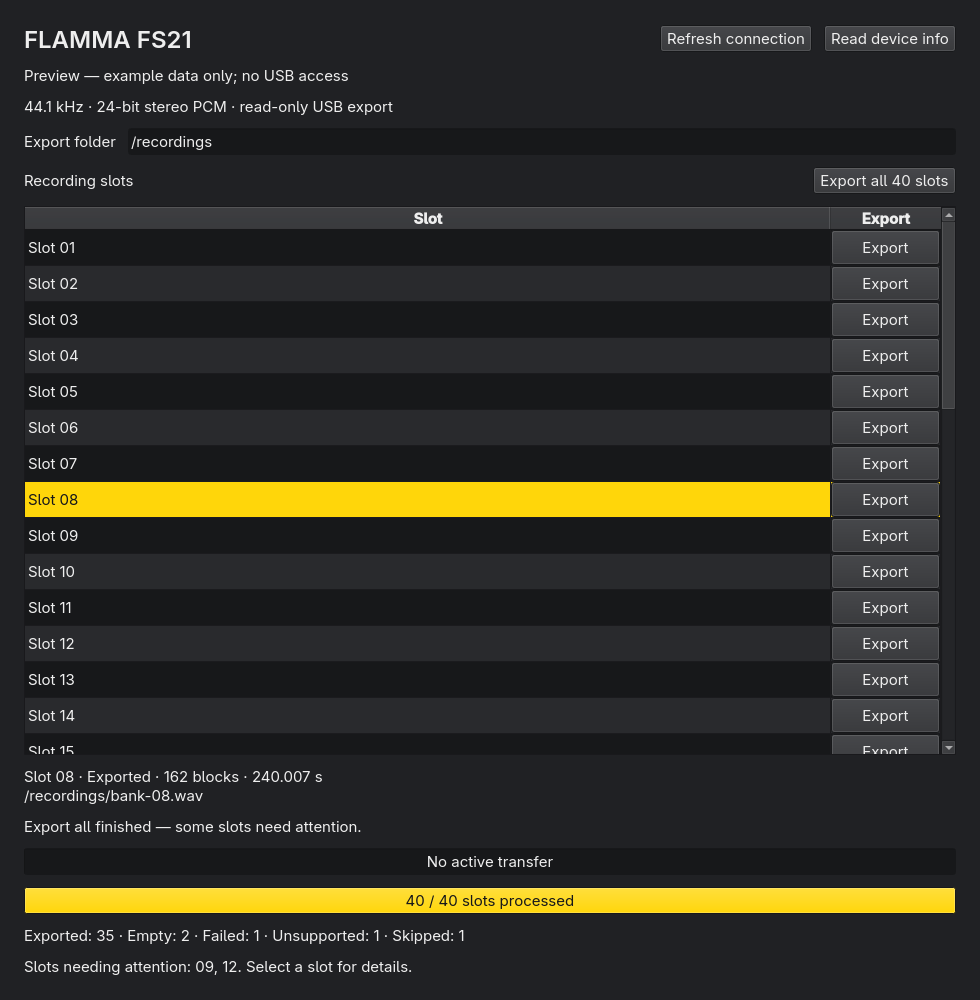 FLAMMA FS21
Refresh connection
Read device info
Preview — example data only; no USB access
44.1 kHz · 24-bit stereo PCM · read-only USB export
Export folder /recordings
Recording slots
Export all 40 slots
Slot Export
Slot 01 Export
Slot 02 Export
Slot 03 Export
Slot 04 Export
Slot 05 Export
Slot 06 Export
Slot 07 Export
Slot 08 Export
Slot 09 Export
Slot 10 Export
Slot 11 Export
Slot 12 Export
Slot 13 Export
Slot 14 Export
Slot 15 Export
Slot 08 · Exported · 162 blocks · 240.007 s
/recordings/bank-08.wav
Export all finished — some slots need attention.
No active transfer
40 / 40 slots processed
Exported: 35 · Empty: 2 · Failed: 1 · Unsupported: 1 · Skipped: 1
Slots needing attention: 09, 12. Select a slot for details.